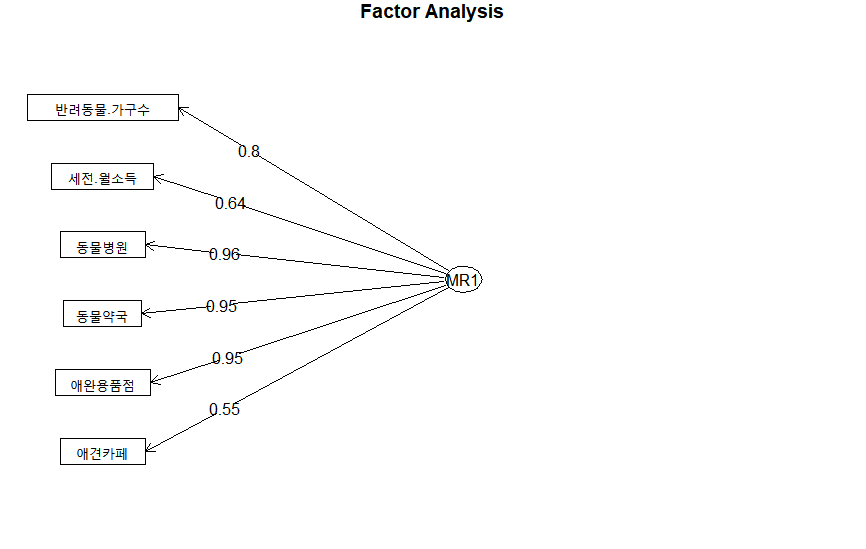 Factor Analysis
반려동물.가구수
0.8
세전.월소득
0.64
동물병원
0.96
MR1
동물약국
0.95
애완용품점
0.95
애견카페
0.55